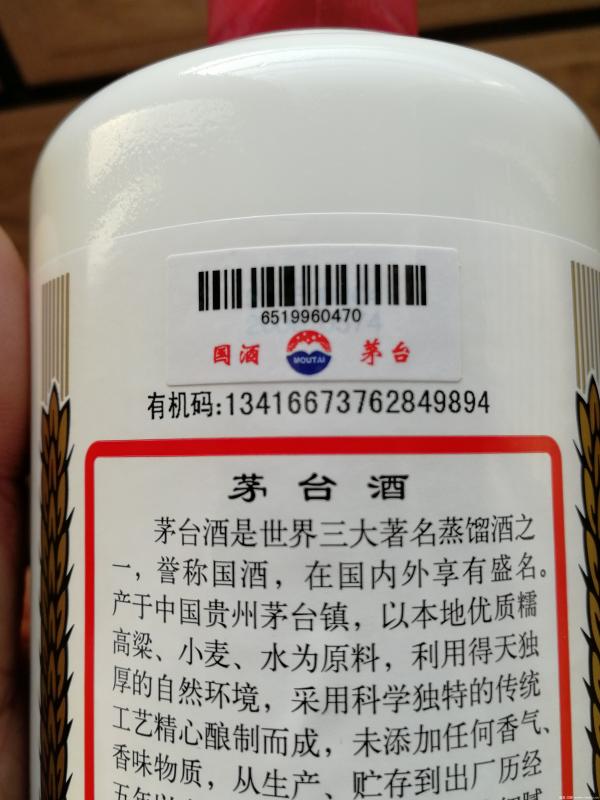 6519960470
国酒 MOUTAI 茅台
有机码:13416673762849894
茅台酒
茅台酒是世界三大著名蒸馏酒之
一，誉称国酒，在国内外享有盛名。
产于中国贵州茅台镇，以本地优质糯
高粱、小麦、水为原料，利用得天独
厚的自然环境，采用科学独特的传统
工艺精心酿制而成，未添加任何香气、
香味物质，从生产、贮存到出厂历经
五年以